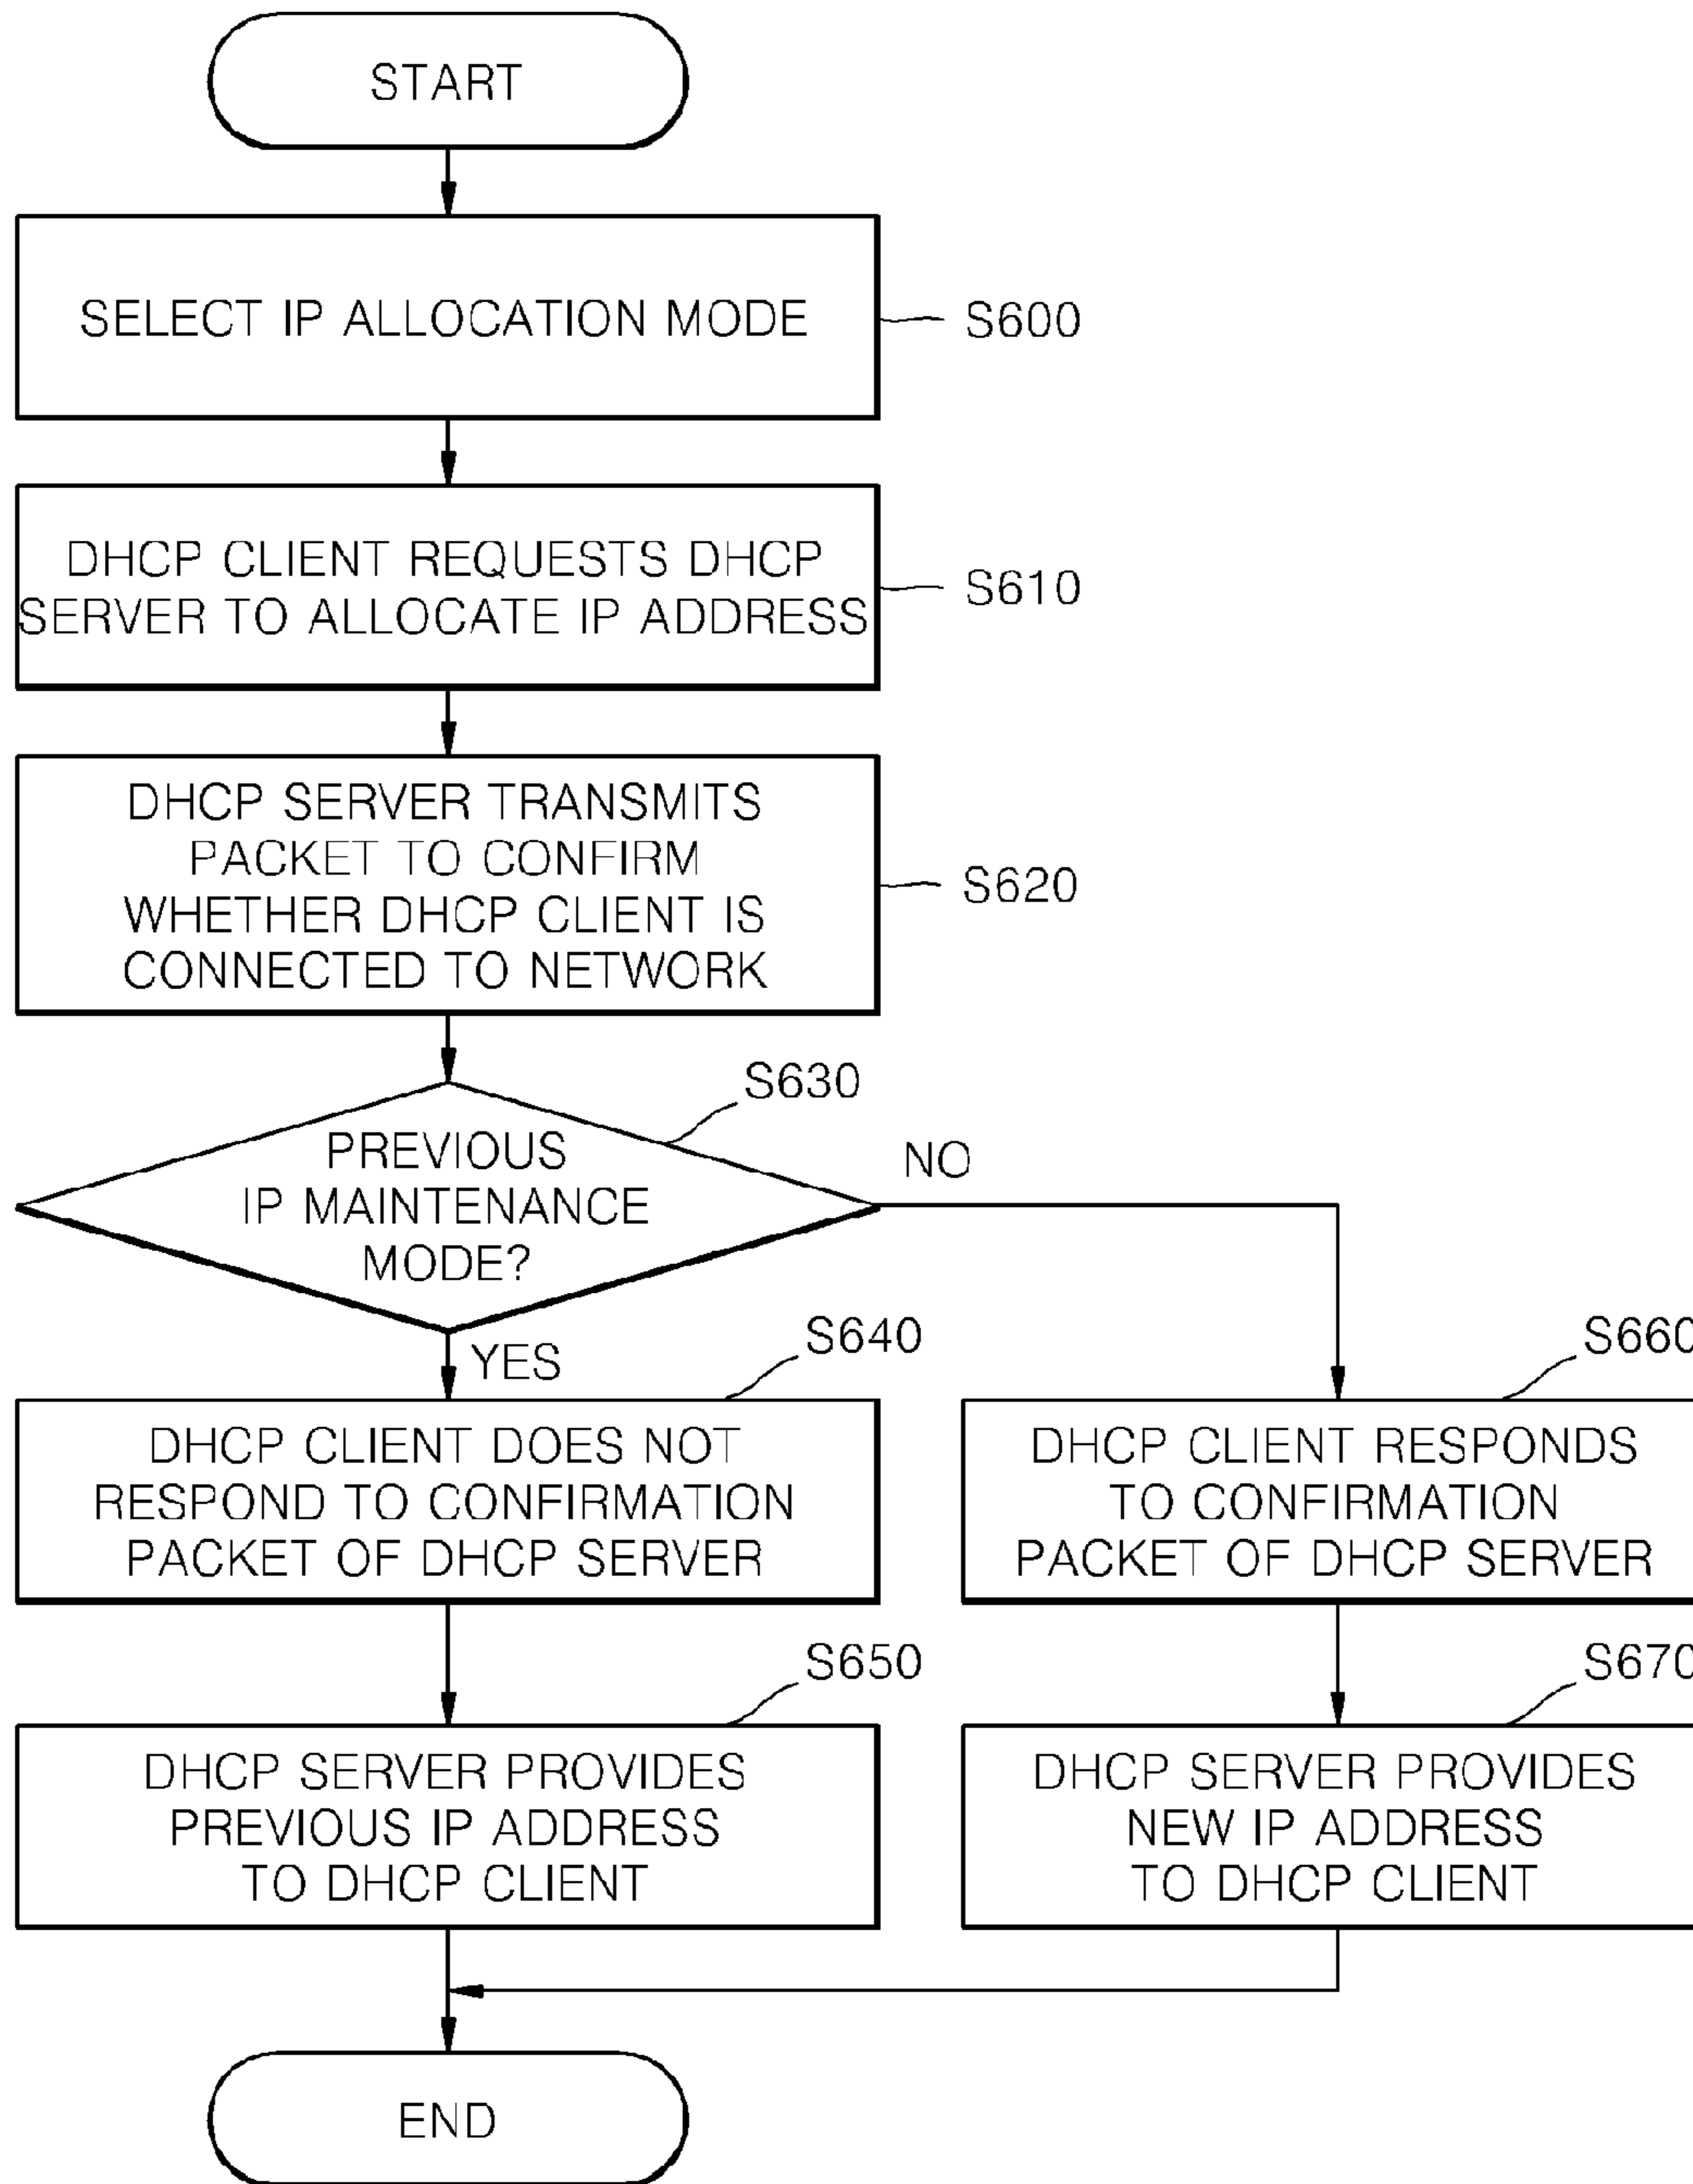 START
SELECT IP ALLOCATION MODE
S600
DHCP CLIENT REQUESTS DHCP
SERVER TO ALLOCATE IP ADDRESS
S610
DHCP SERVER TRANSMITS
PACKET TO CONFIRM
WHETHER DHCP CLIENT IS
CONNECTED TO NETWORK
S620
S630
PREVIOUS
IP MAINTENANCE
MODE?
NO
YES
S640
DHCP CLIENT DOES NOT
RESPOND TO CONFIRMATION
PACKET OF DHCP SERVER
S660
DHCP CLIENT RESPONDS
TO CONFIRMATION
PACKET OF DHCP SERVER
S650
DHCP SERVER PROVIDES
PREVIOUS IP ADDRESS
TO DHCP CLIENT
S670
DHCP SERVER PROVIDES
NEW IP ADDRESS
TO DHCP CLIENT
END